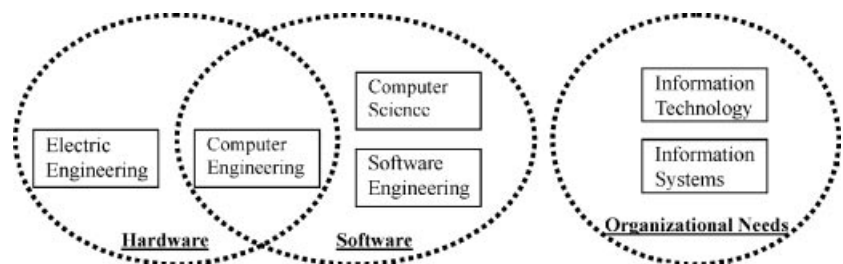 Electric
Engineering
Computer
Engineering
Computer
Science
Software
Engineering
Information
Technology
Information
Systems
Hardware
Software
Organizational Needs